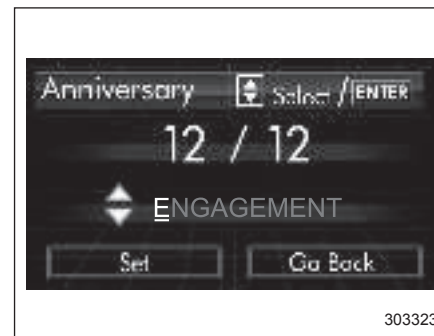 Anniversary Select /ENTER
12 / 12
ENGAGEMENT
Set Go Back
303323